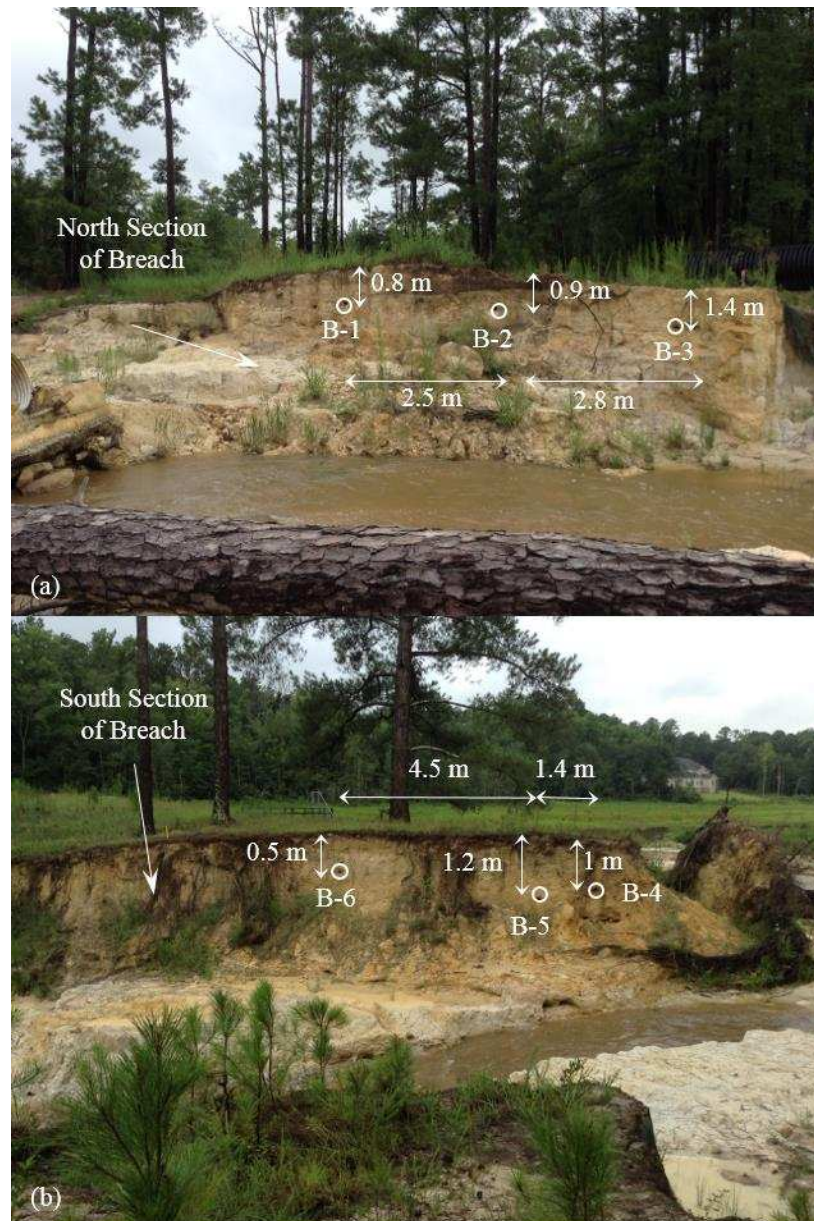 North Section
of Breach
0.8 m
0.9 m
1.4 m
B-1
B-2
B-3
2.5 m
2.8 m
(a)
South Section
of Breach
4.5 m
1.4 m
0.5 m
1.2 m
1 m
B-6
B-5
B-4
(b)